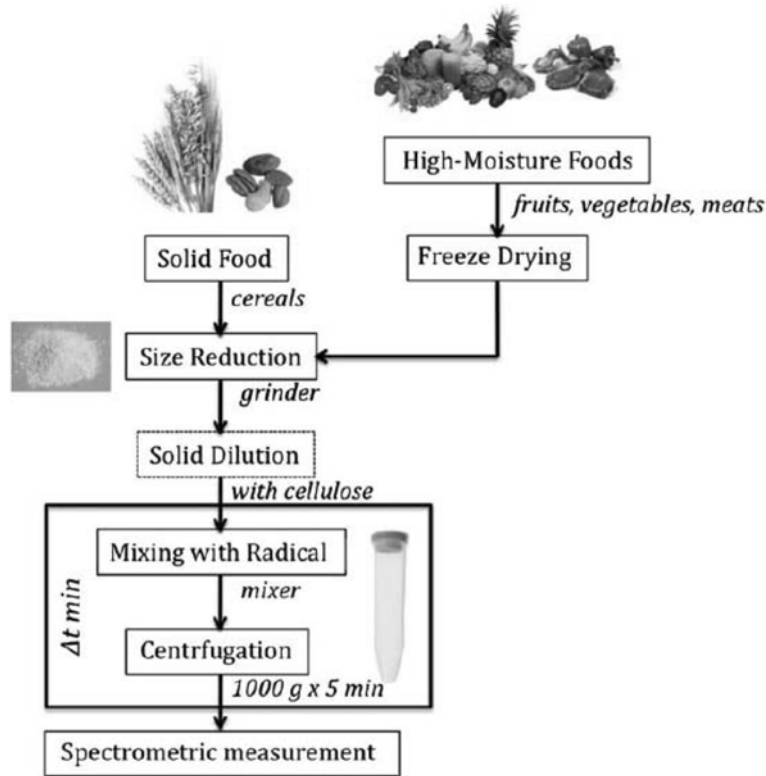 High-Moisture Foods
fruits, vegetables, meats
Solid Food
Freeze Drying
cereals
Size Reduction
grinder
Solid Dilution
with cellulose
Mixing with Radical
mixer
Δt min
Centrfugation
1000 g x 5 min
Spectrometric measurement